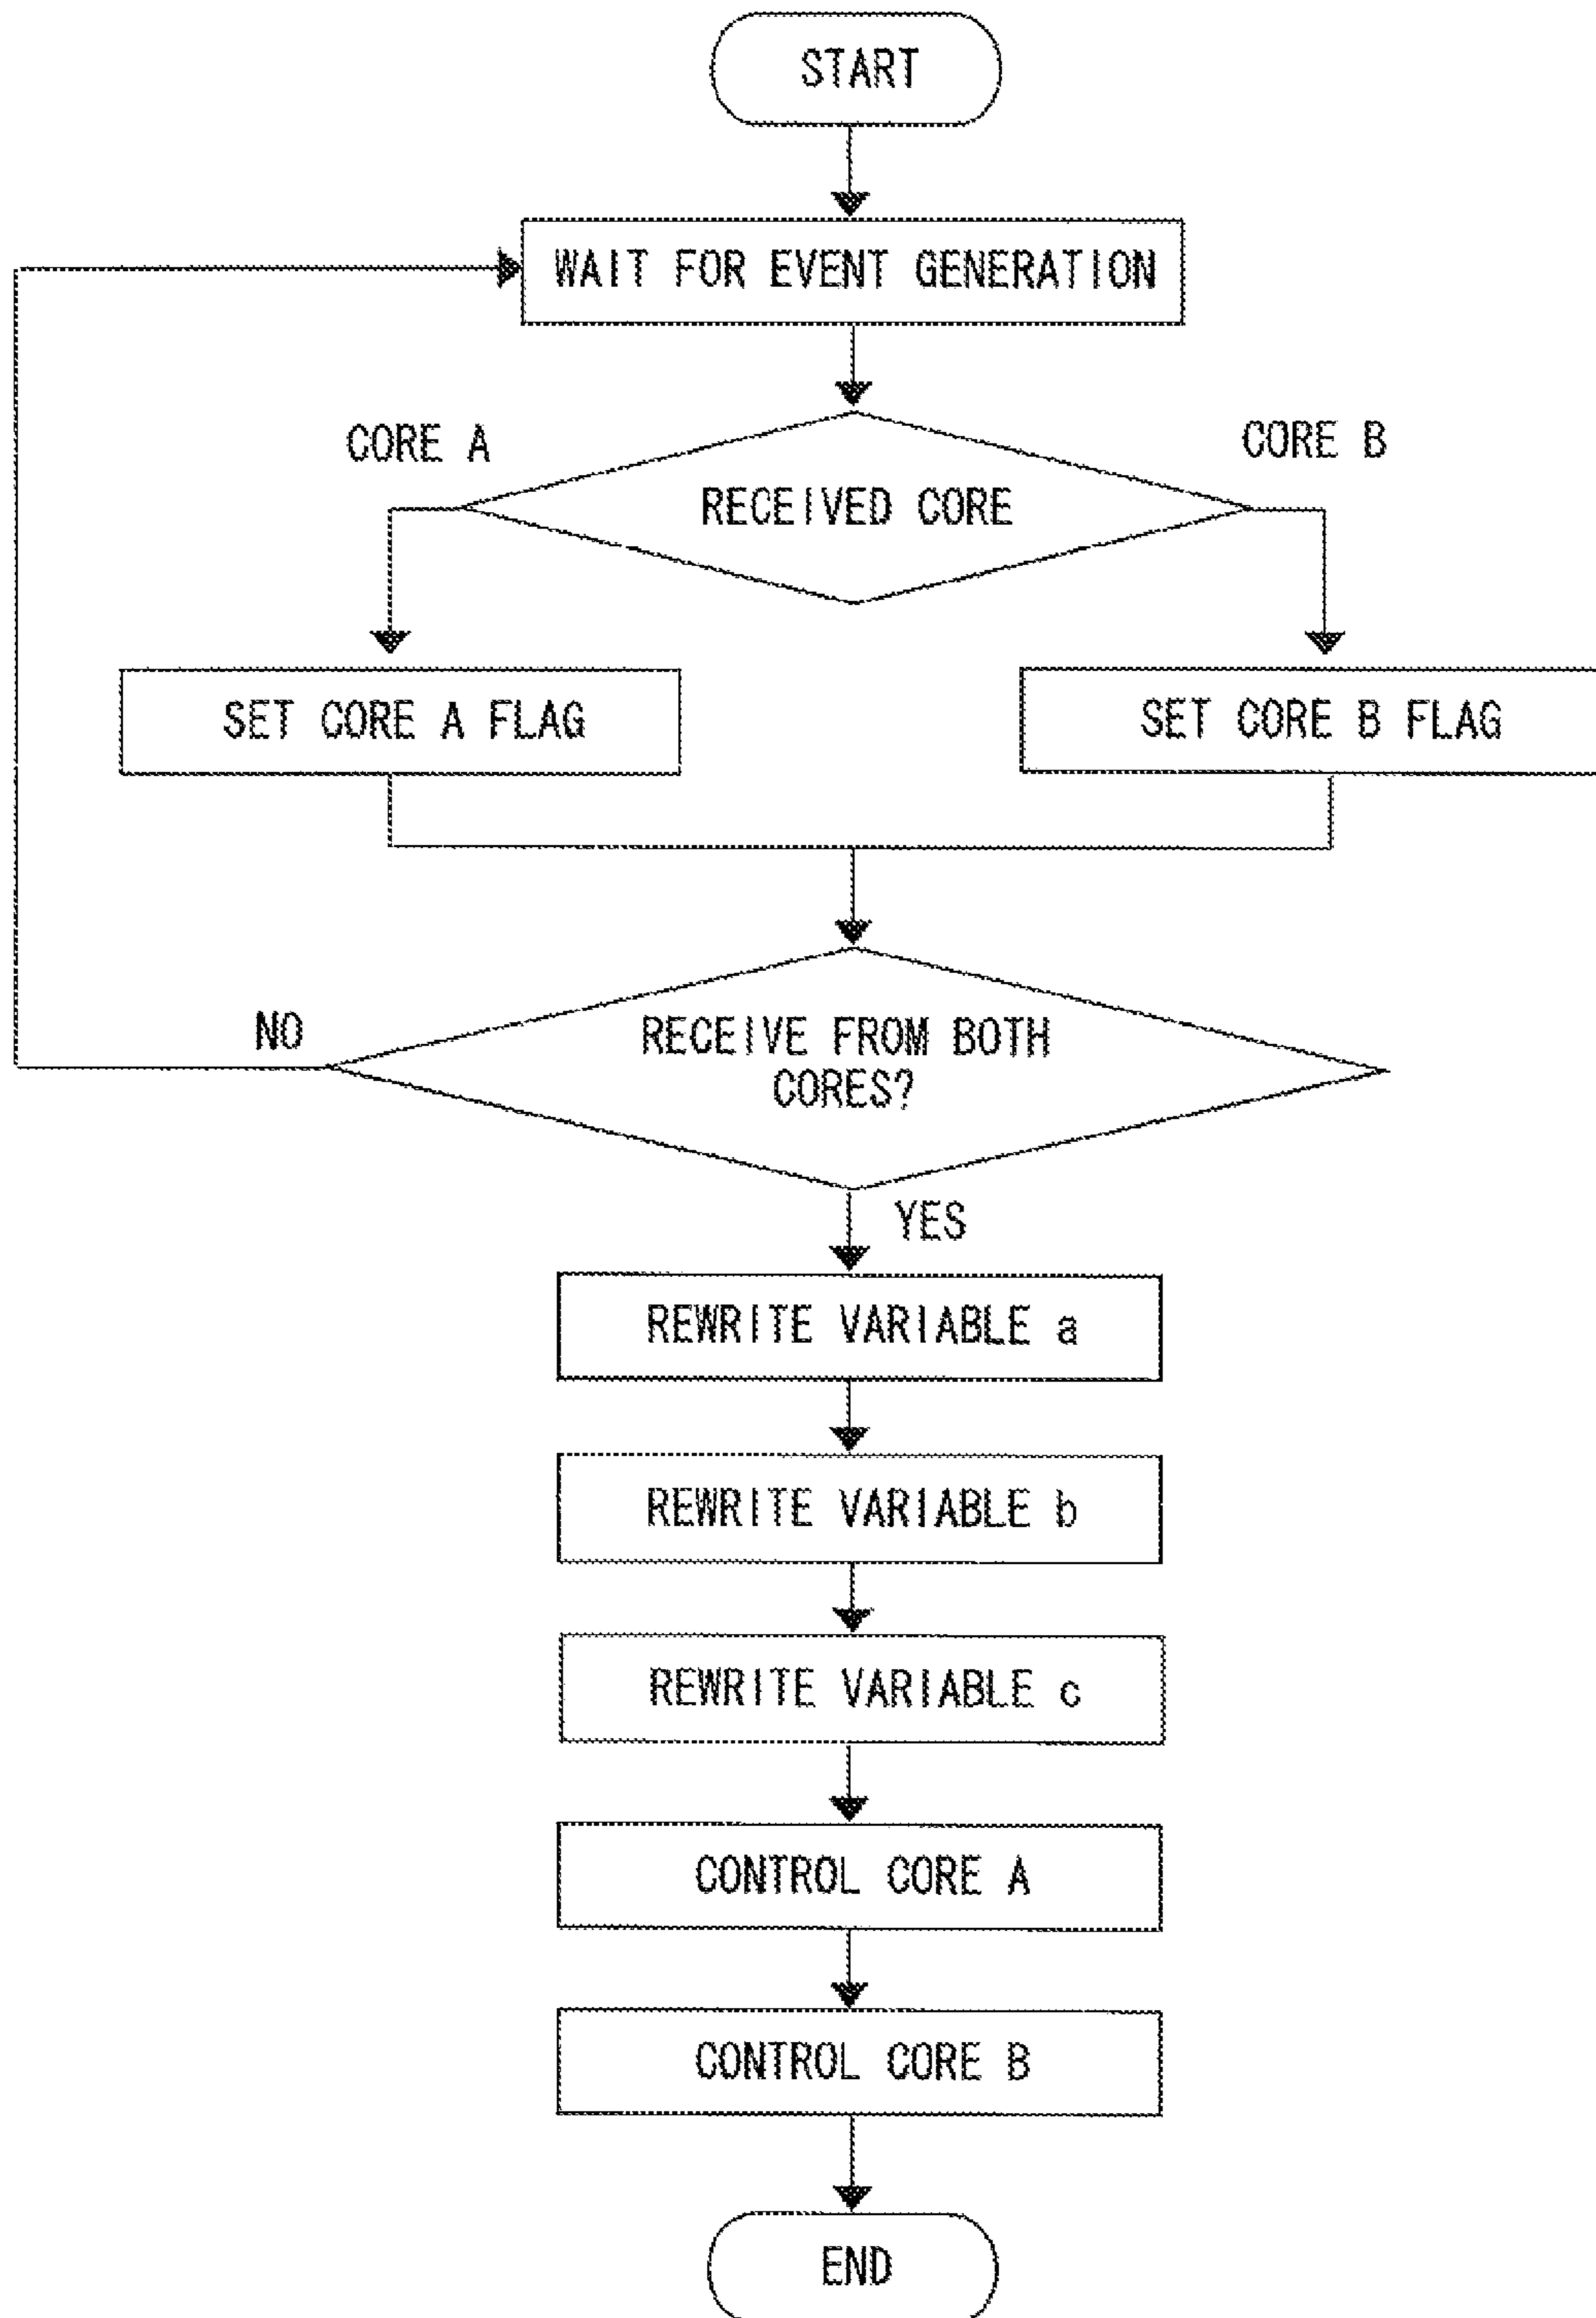 START
WAIT FOR EVENT GENERATION
CORE A
CORE B
RECEIVED CORE
SET CORE A FLAG
SET CORE B FLAG
NO
RECEIVE FROM BOTH
CORES?
YES
REWRITE VARIABLE a
REWRITE VARIABLE b
REWRITE VARIABLE c
CONTROL CORE A
CONTROL CORE B
END